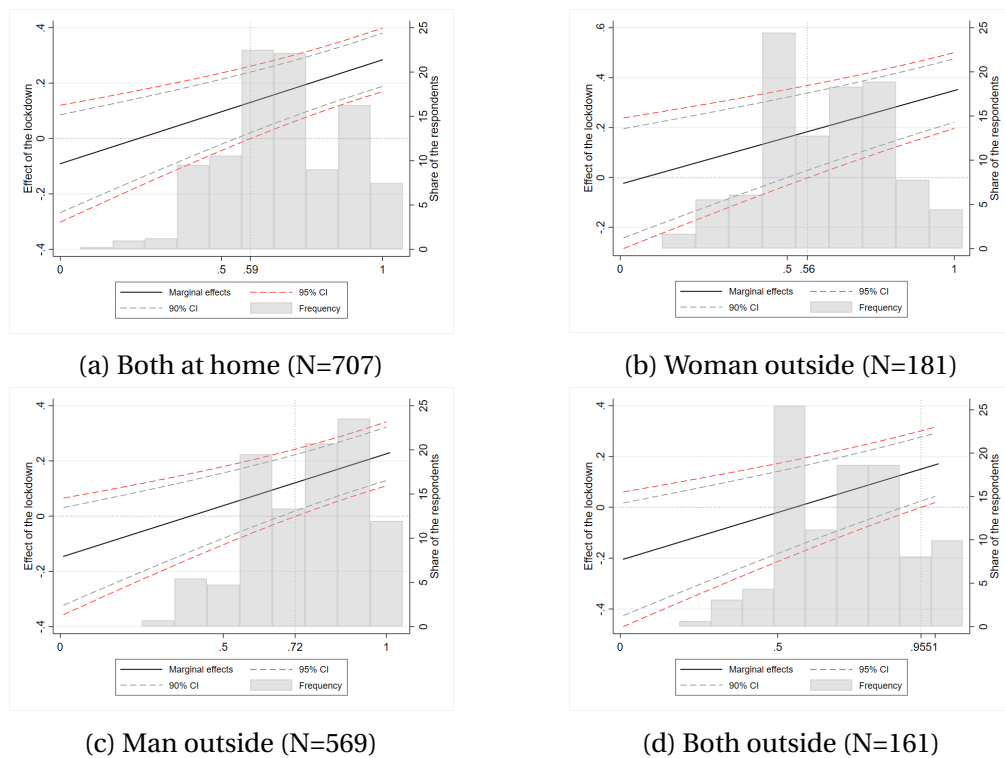 Effect of the lockdown
.4
.2
0
-.2
-.4
25
20
15
10
5
0
Share of the respondents
0 .5 .59 1
Marginal effects 95% CI
90% CI Frequency
(a) Both at home (N=707)
Effect of the lockdown
.6
.4
.2
0
-.2
25
20
15
10
5
0
Share of the respondents
0 .5 .56 1
Marginal effects 95% CI
90% CI Frequency
(b) Woman outside (N=181)
Effect of the lockdown
.4
.2
0
-.2
-.4
25
20
15
10
5
0
Share of the respondents
0 .5 .72 1
Marginal effects 95% CI
90% CI Frequency
(c) Man outside (N=569)
Effect of the lockdown
.4
.2
0
-.2
-.4
25
20
15
10
5
0
Share of the respondents
0 .5 .9551
Marginal effects 95% CI
90% CI Frequency
(d) Both outside (N=161)